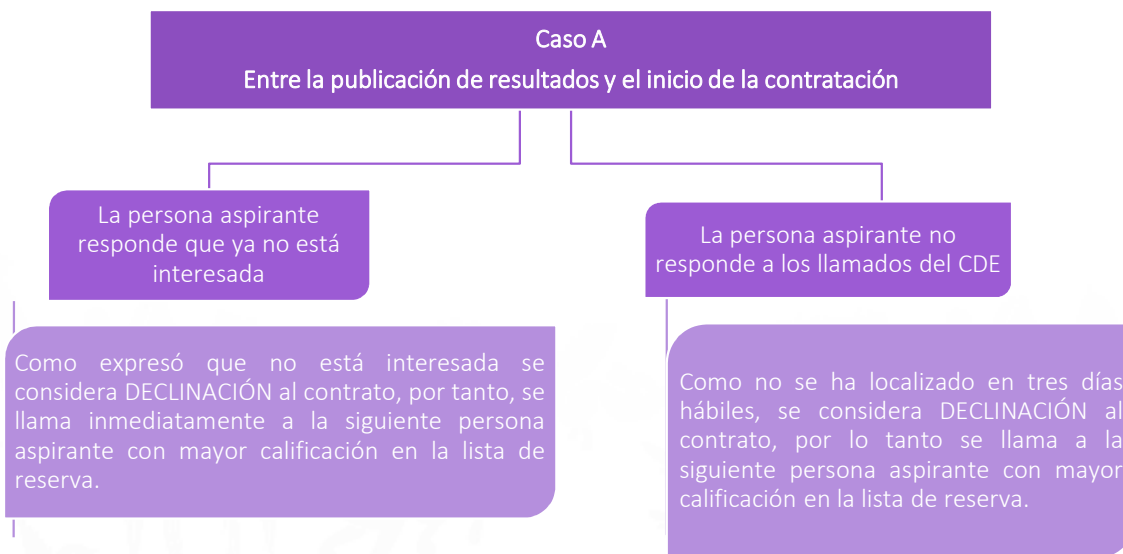 Caso A
Entre la publicación de resultados y el inicio de la contratación
La persona aspirante
responde que ya no está
interesada
La persona aspirante no
responde a los llamados del CDE
Como expresó que no está interesada se
considera DECLINACIÓN al contrato, por tanto, se
llama inmediatamente a la siguiente persona
aspirante con mayor calificación en la lista de
reserva.
Como no se ha localizado en tres días
hábiles, se considera DECLINACIÓN al
contrato, por lo tanto se llama a la
siguiente persona aspirante con mayor
calificación en la lista de reserva.